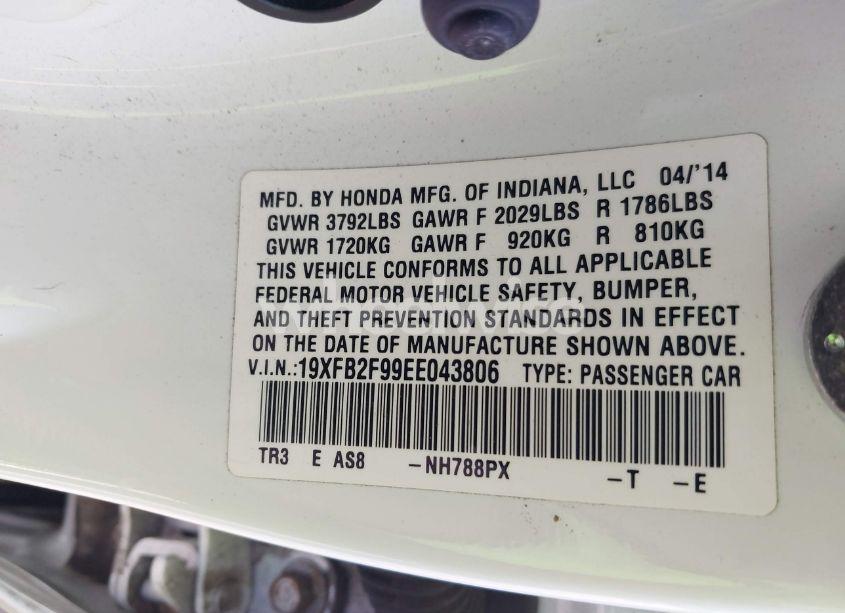 MFD. BY HONDA MFG. OF INDIANA, LLC 04/'14
GVWR 3792LBS GAWR F 2029LBS R 1786LBS
GVWR 1720KG GAWR F 920KG R 810KG
THIS VEHICLE CONFORMS TO ALL APPLICABLE
FEDERAL MOTOR VEHICLE SAFETY, BUMPER,
AND THEFT PREVENTION STANDARDS IN EFFECT
ON THE DATE OF MANUFACTURE SHOWN ABOVE.
V.I.N.:19XFB2F99EE043806 TYPE: PASSENGER CAR
TR3 E AS8 -NH788PX -T -E